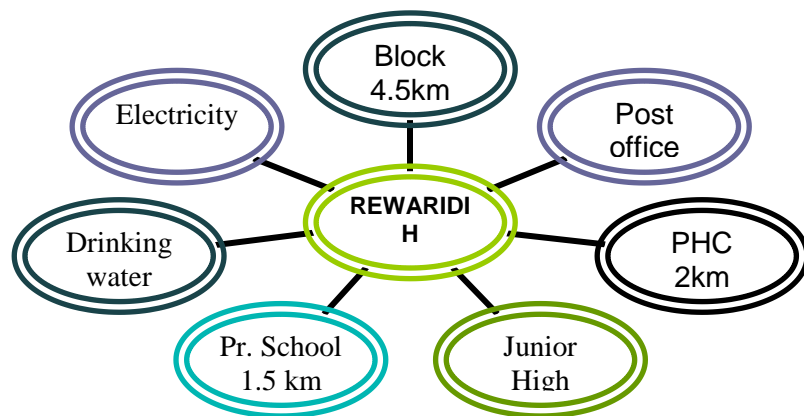 Block
4.5km
Electricity
Post
office
REWARIDI
H
Drinking
water
PHC
2km
Pr. School
1.5 km
Junior
High